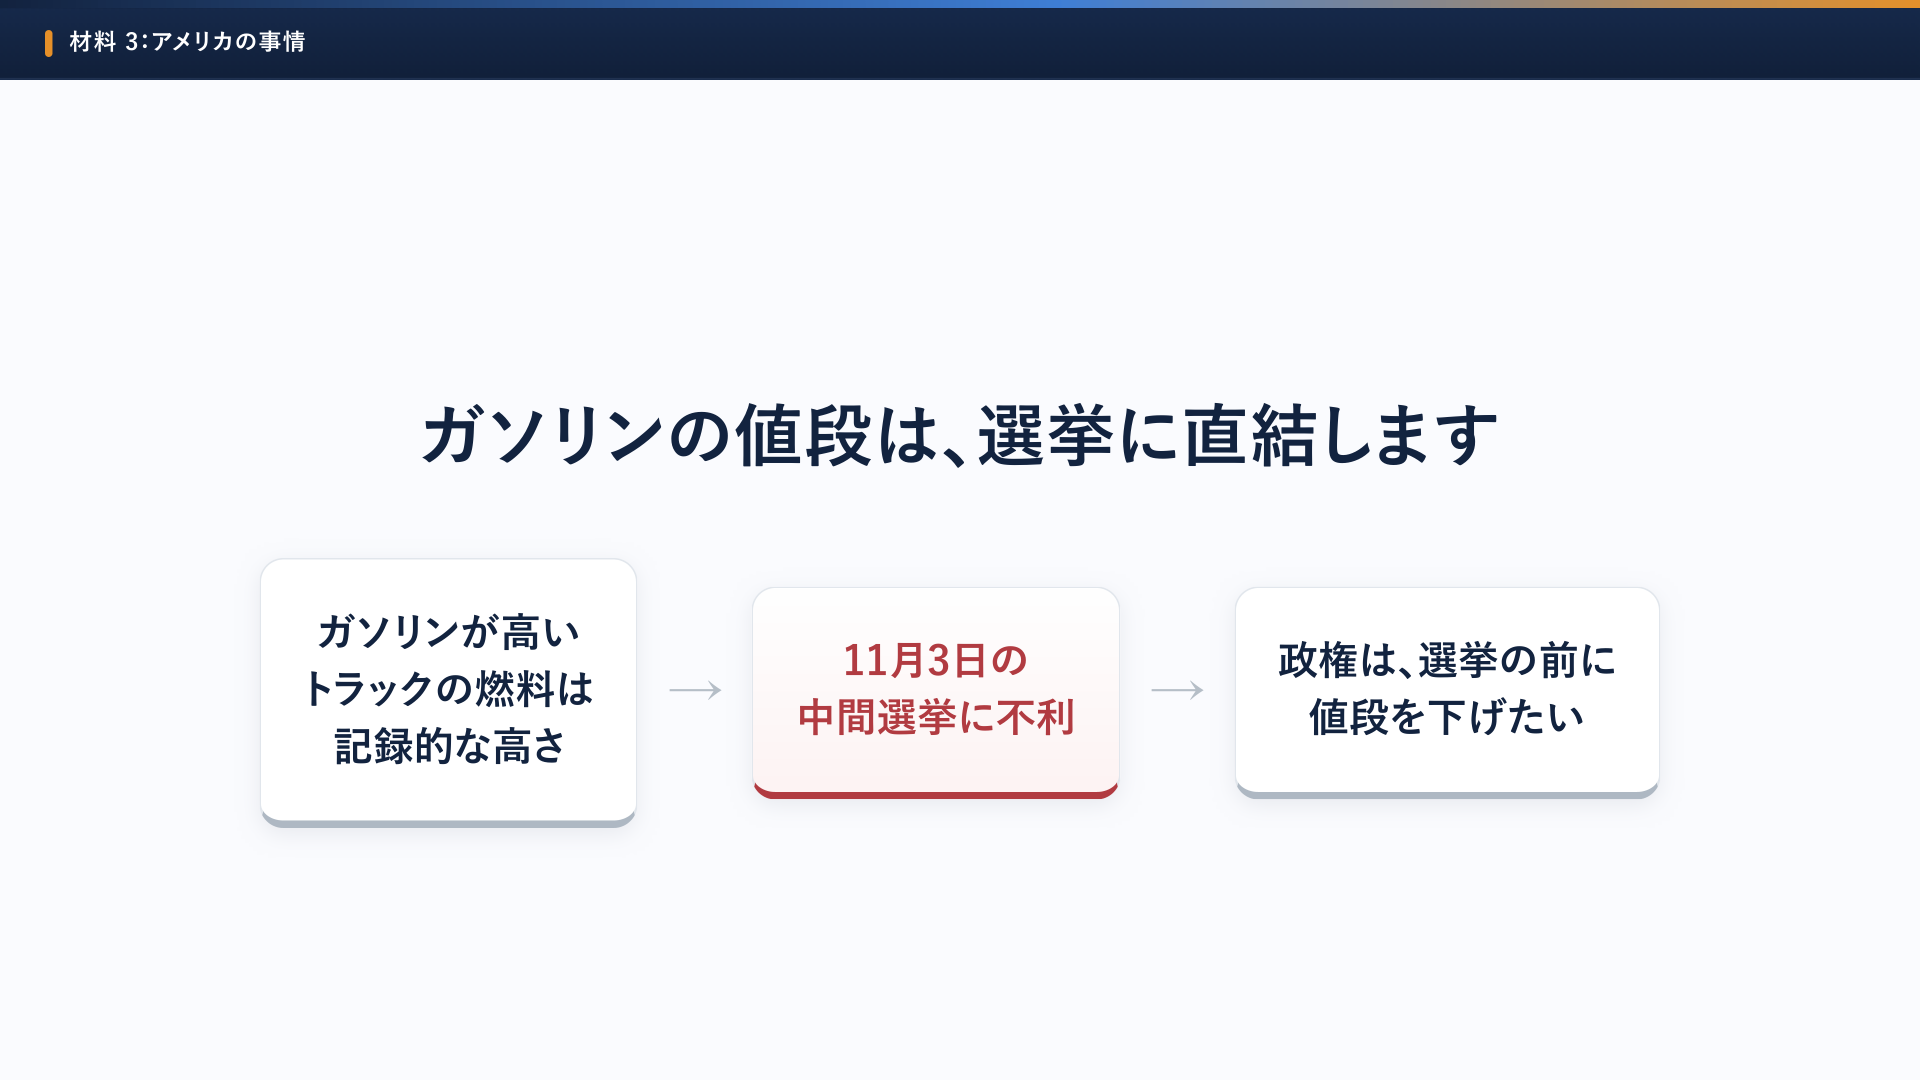 材料 3:アメリカの事情
ガソリンの値段は、選挙に直結します
ガソリンが高い
トラックの燃料は
記録的な高さ
11月3日の
中間選挙に不利
政権は、選挙の前に
値段を下げたい